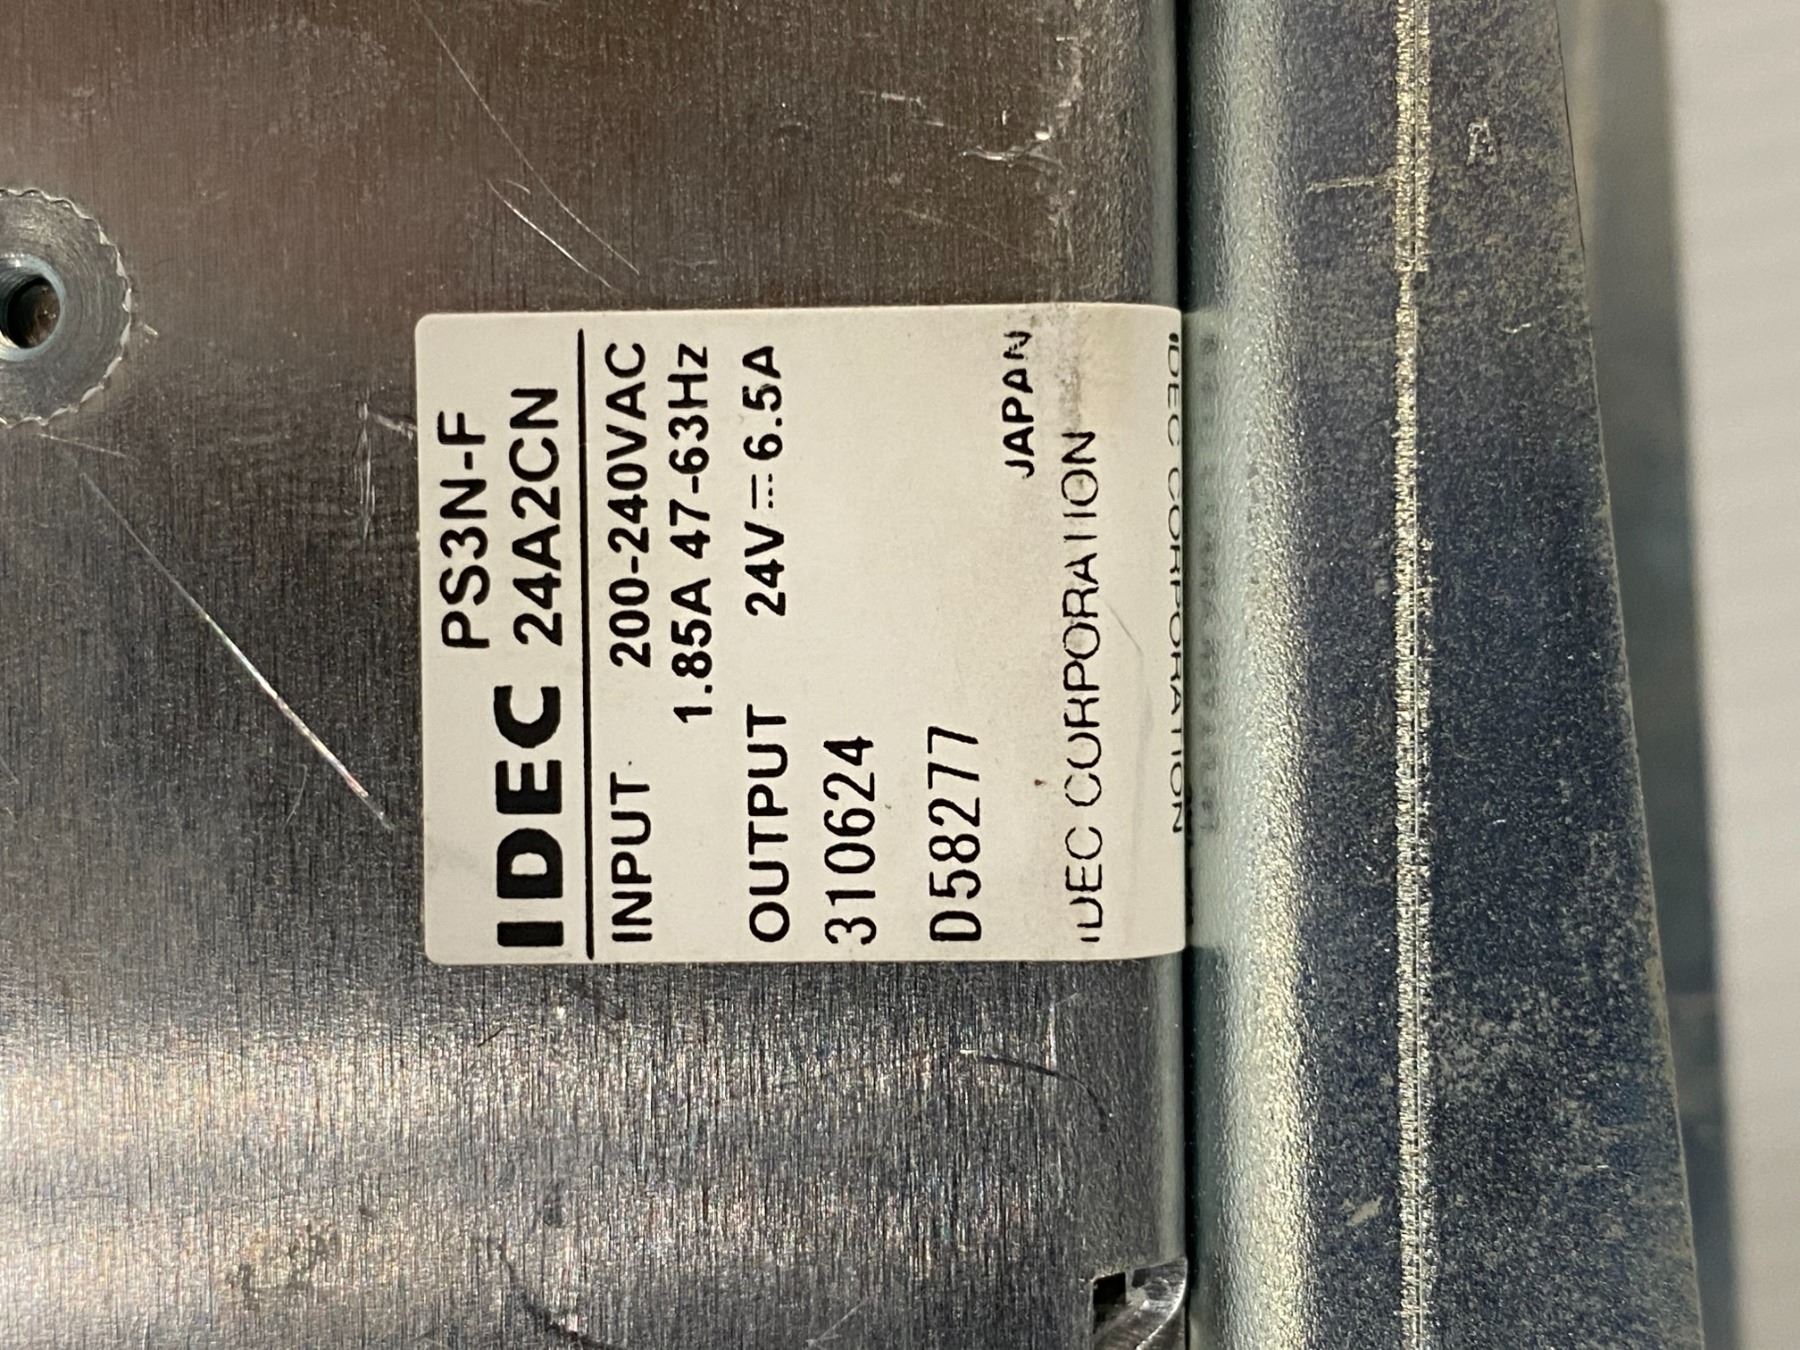 PS3N-F
IDEC 24A2CN
INPUT 200-240VAC
1.85A 47-63Hz
OUTPUT 24V⎓6.5A
310624
D58277
JAPAN
IDEC CORPORATION
IDEC CORPORATION